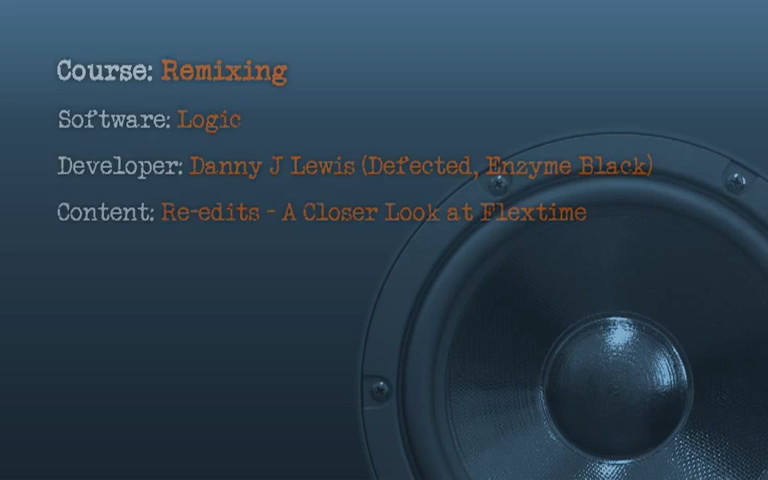 Course: Remixing
Software: Logic
Developer: Danny J Lewis (Defected, Enzyme Black)
Content: Re-edits - A Closer Look at Flextime